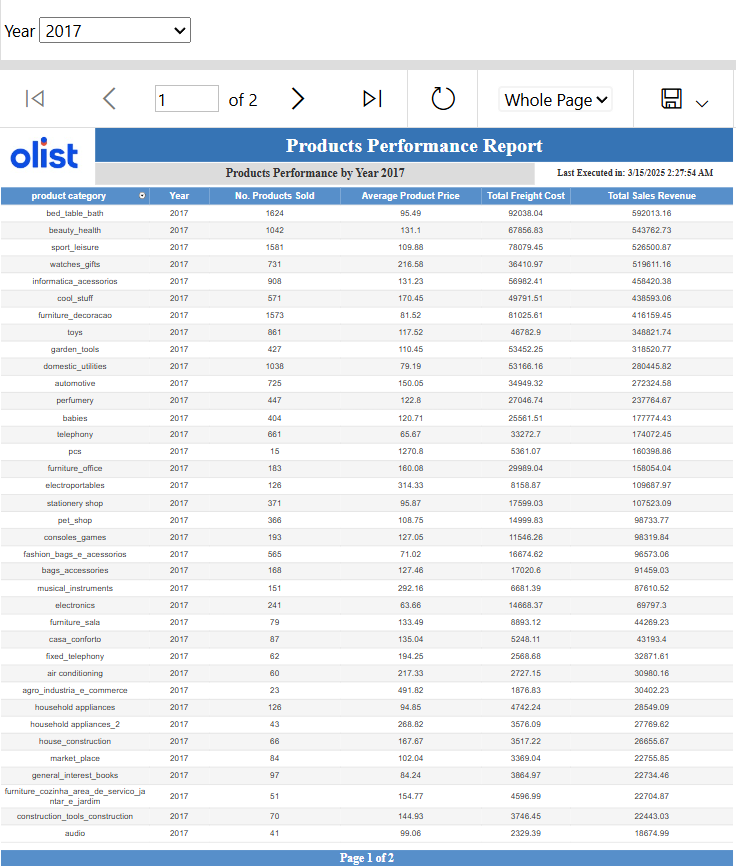 Year 2017
1 of 2 Whole Page
olist
Products Performance Report
Products Performance by Year 2017 Last Executed in: 3/15/2025 2:27:54 AM
product category Year No. Products Sold Average Product Price Total Freight Cost Total Sales Revenue
bed_table_bath 2017 1624 95.49 92038.04 592013.16
beauty_health 2017 1042 131.1 67856.83 543762.73
sport_leisure 2017 1581 109.88 78079.45 526500.87
watches_gifts 2017 731 216.58 36410.97 519611.16
informatica_acessorios 2017 908 131.23 56982.41 458420.38
cool_stuff 2017 571 170.45 49791.51 438593.06
furniture_decoracao 2017 1573 81.52 81025.61 416159.45
toys 2017 861 117.52 46782.9 348821.74
garden_tools 2017 427 110.45 53452.25 318520.77
domestic_utilities 2017 1038 79.19 53166.16 280445.82
automotive 2017 725 150.05 34949.32 272324.58
perfumery 2017 447 122.8 27046.74 237764.67
babies 2017 404 120.71 25561.51 177774.43
telephony 2017 661 65.67 33272.7 174072.45
pcs 2017 15 1270.8 5361.07 160398.86
furniture_office 2017 183 160.08 29989.04 158054.04
electroportables 2017 126 314.33 8158.87 109687.97
stationery shop 2017 371 95.87 17599.03 107523.09
pet_shop 2017 366 108.75 14999.83 98733.77
consoles_games 2017 193 127.05 11546.26 98319.84
fashion_bags_e_acessorios 2017 565 71.02 16674.62 96573.06
bags_accessories 2017 168 127.46 17020.6 91459.03
musical_instruments 2017 151 292.16 6681.39 87610.52
electronics 2017 241 63.66 14668.37 69797.3
furniture_sala 2017 79 133.49 8893.12 44269.23
casa_conforto 2017 87 135.04 5248.11 43193.4
fixed_telephony 2017 62 194.25 2568.68 32871.61
air conditioning 2017 60 217.33 2727.15 30980.16
agro_industria_e_commerce 2017 23 491.82 1876.83 30402.23
household appliances 2017 126 94.85 4742.24 28549.09
household appliances_2 2017 43 268.82 3576.09 27769.62
house_construction 2017 66 167.67 3517.22 26655.67
market_place 2017 84 102.04 3369.04 22755.85
general_interest_books 2017 97 84.24 3864.97 22734.46
furniture_cozinha_area_de_servico_ja
ntar_e_jardim 2017 51 154.77 4596.99 22704.87
construction_tools_construction 2017 70 144.93 3746.45 22443.03
audio 2017 41 99.06 2329.39 18674.99
Page 1 of 2